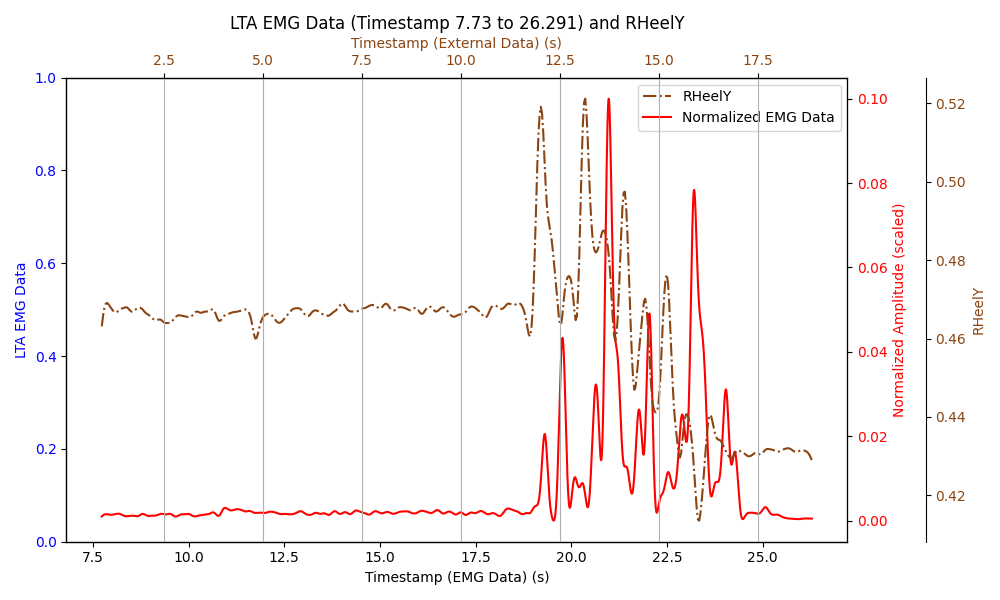 LTA EMG Data (Timestamp 7.73 to 26.291) and RHeelY
Timestamp (External Data) (s)
2.5 5.0 7.5 10.0 12.5 15.0 17.5
RHeelY
Normalized EMG Data
LTA EMG Data
1.0
0.8
0.6
0.4
0.2
0.0
Normalized Amplitude (scaled)
0.10
0.08
0.06
0.04
0.02
0.00
RHeelY
0.52
0.50
0.48
0.46
0.44
0.42
7.5 10.0 12.5 15.0 17.5 20.0 22.5 25.0
Timestamp (EMG Data) (s)